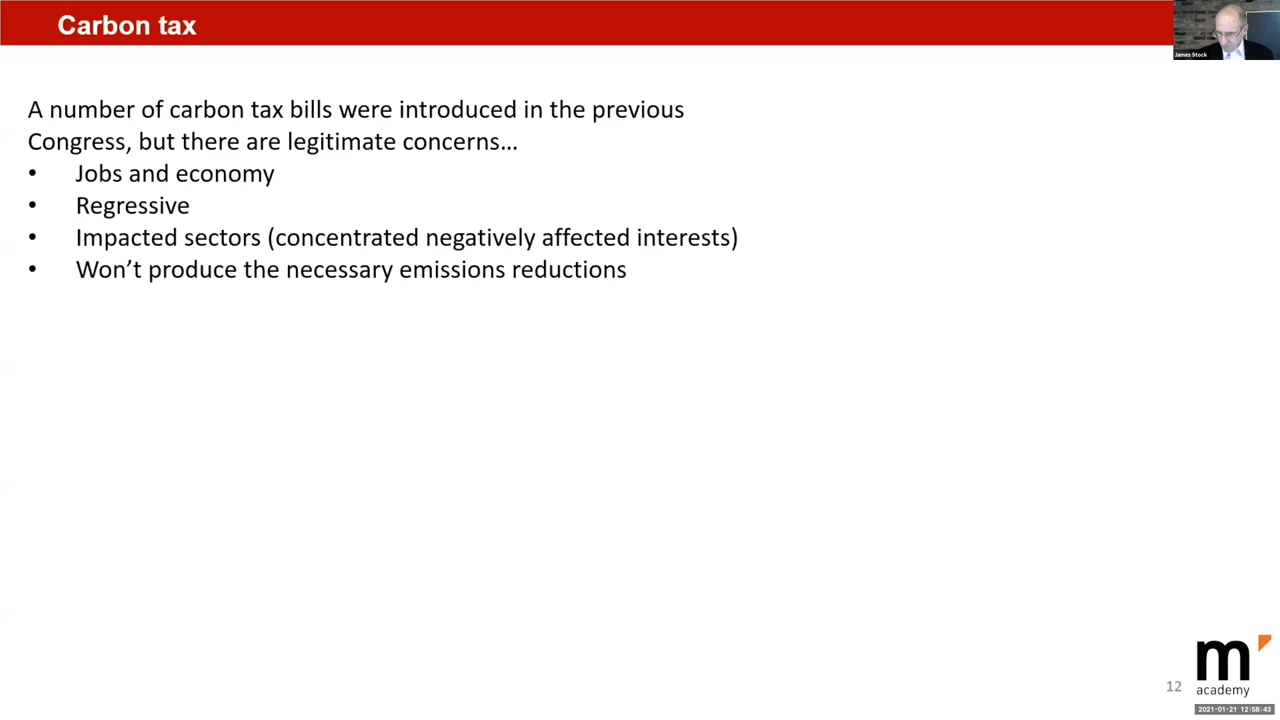 Carbon tax
James Stock
A number of carbon tax bills were introduced in the previous
Congress, but there are legitimate concerns…
• Jobs and economy
• Regressive
• Impacted sectors (concentrated negatively affected interests)
• Won’t produce the necessary emissions reductions
12
m
academy
2021-01-21 12:58:43